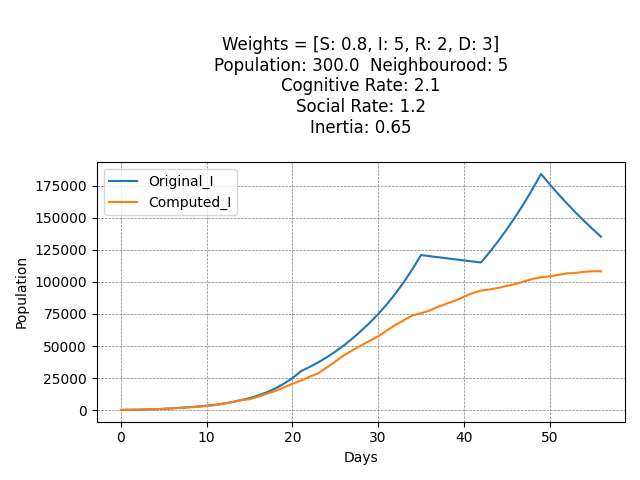 Weights = [S: 0.8, I: 5, R: 2, D: 3]
Population: 300.0  Neighbourood: 5
Cognitive Rate: 2.1
Social Rate: 1.2
Inertia: 0.65
Original_I
Computed_I
Population
175000
150000
125000
100000
75000
50000
25000
0
0 10 20 30 40 50
Days